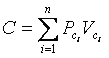 C = \sum_{i=1}^{n} P_{c_i} V_{c_i}